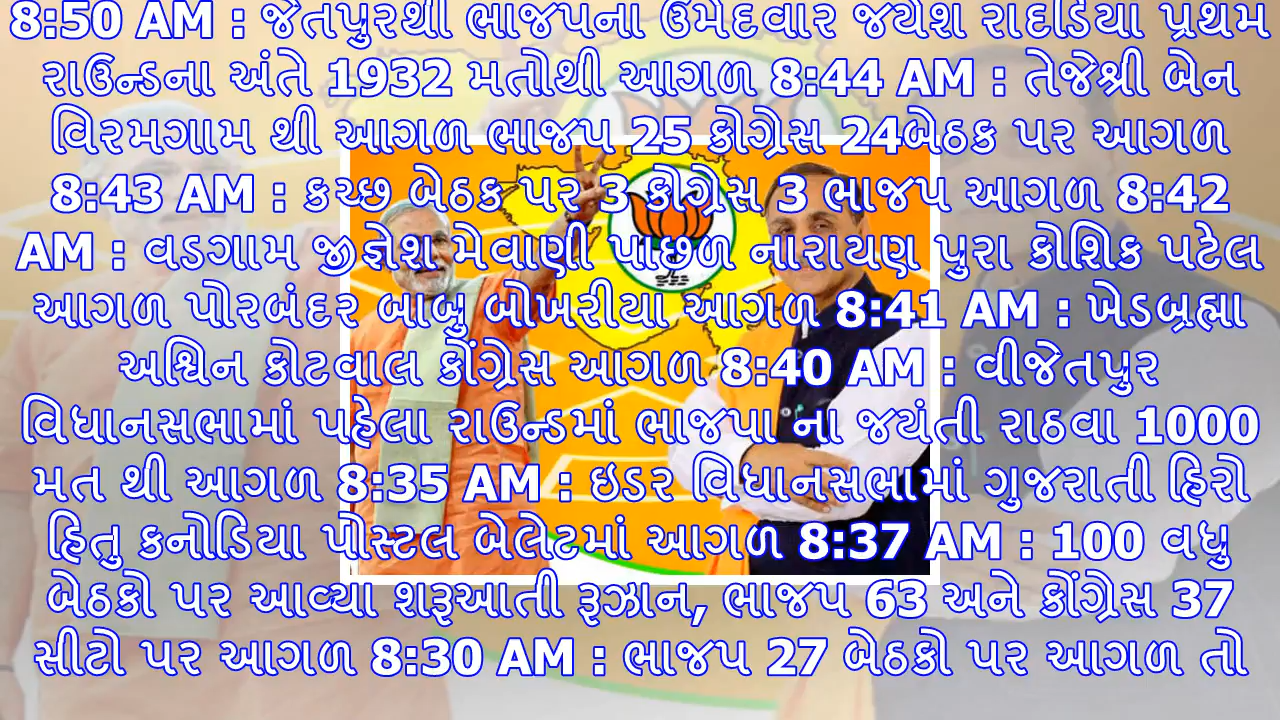 8:50 AM : જેતપુરથી ભાજપના ઉમેદવાર જયેશ રાદડિયા પ્રથમ
રાઉન્ડના અંતે 1932 મતોથી આગળ 8:44 AM : તેજેશ્રી બેન
વિરમગામ થી આગળ ભાજપ 25 કોગ્રેસ 24બેઠક પર આગળ
8:43 AM : કચ્છ બેઠક પર 3 કોગ્રેસ 3 ભાજપ આગળ 8:42
AM : વડગામ જીજ્ઞેશ મેવાણી પાછળ નારાયણ પુરા કોશિક પટેલ
આગળ પોરબંદર બાબુ બોખરીયા આગળ 8:41 AM : ખેડબ્રહ્મા
અશ્વિન કોટવાલ કોંગ્રેસ આગળ 8:40 AM : વીજેતપુર
વિધાનસભામાં પહેલા રાઉન્ડમાં ભાજપા ના જયંતી રાઠવા 1000
મત થી આગળ 8:35 AM : ઇડર વિધાનસભામાં ગુજરાતી હિરો
હિતુ કનોડિયા પોસ્ટલ બેલેટમાં આગળ 8:37 AM : 100 વધુ
બેઠકો પર આવ્યા શરૂઆતી રૂઝાન, ભાજપ 63 અને કોંગ્રેસ 37
સીટો પર આગળ 8:30 AM : ભાજપ 27 બેઠકો પર આગળ તો